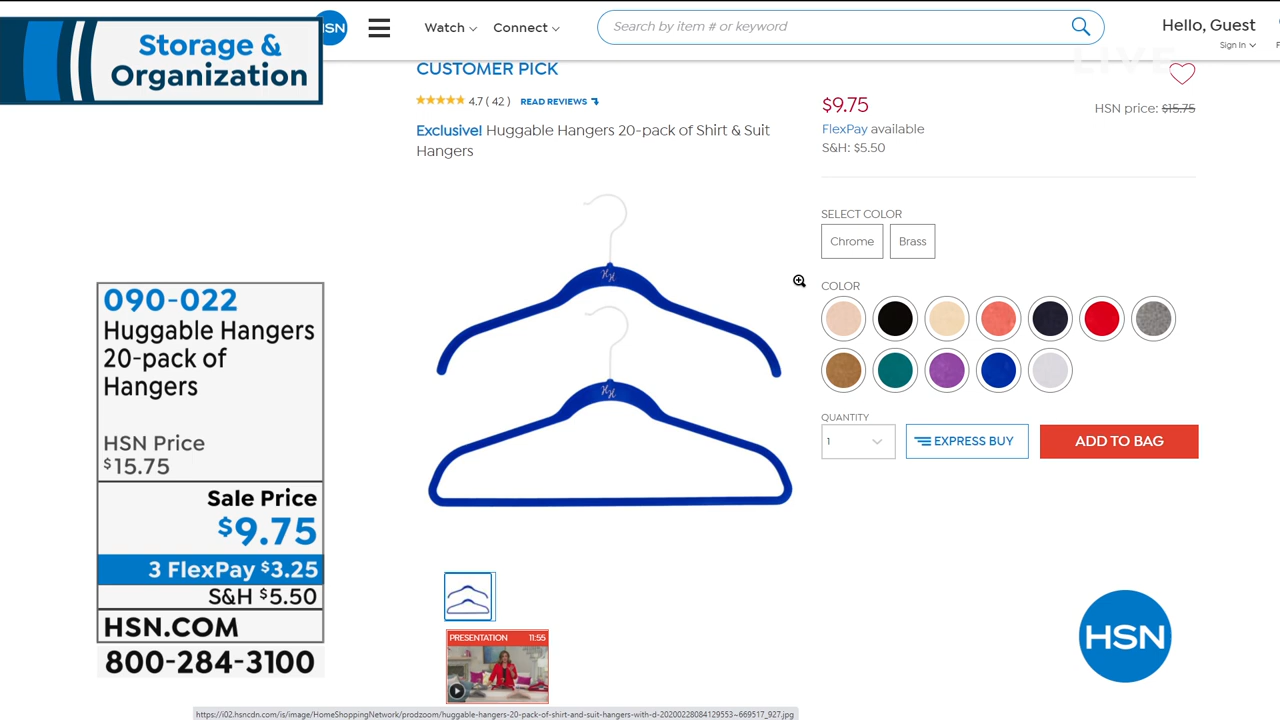 Storage &
Organization
HSN
Watch
Connect
Search by item # or keyword
Hello, Guest
Sign In
LIVE
CUSTOMER PICK
4.7 ( 42 ) READ REVIEWS
Exclusive! Huggable Hangers 20-pack of Shirt & Suit
Hangers
$9.75
HSN price: $15.75
FlexPay available
S&H: $5.50
SELECT COLOR
Chrome
Brass
COLOR
QUANTITY
1
EXPRESS BUY
ADD TO BAG
090-022
Huggable Hangers
20-pack of
Hangers
HSN Price
$15.75
Sale Price
$9.75
3 FlexPay $3.25
S&H $5.50
HSN.COM
800-284-3100
HH
HH
PRESENTATION 11:55
HSN
https://i02.hsncdn.com/is/image/HomeShoppingNetwork/prodzoom/huggable-hangers-20-pack-of-shirt-and-suit-hangers-with-d-20200228084129553~669517_927.jpg